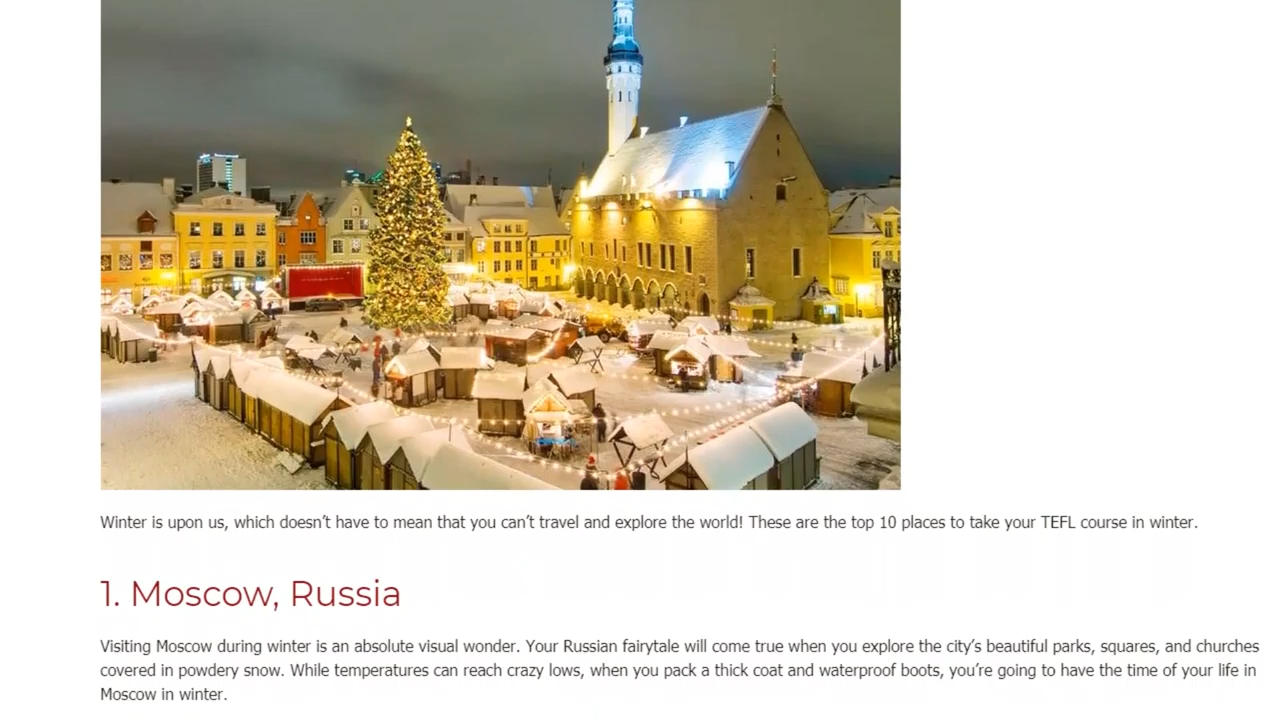 Winter is upon us, which doesn’t have to mean that you can’t travel and explore the world! These are the top 10 places to take your TEFL course in winter.
1. Moscow, Russia
Visiting Moscow during winter is an absolute visual wonder. Your Russian fairytale will come true when you explore the city’s beautiful parks, squares, and churches
covered in powdery snow. While temperatures can reach crazy lows, when you pack a thick coat and waterproof boots, you’re going to have the time of your life in
Moscow in winter.